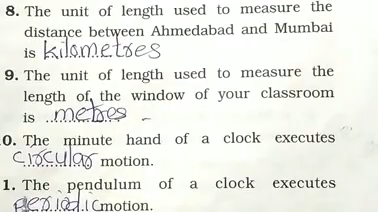 8. The unit of length used to measure the
distance between Ahmedabad and Mumbai
is kilometres
9. The unit of length used to measure the
length of the window of your classroom
is metres
0. The minute hand of a clock executes
circular motion.
1. The pendulum of a clock executes
periodic motion.